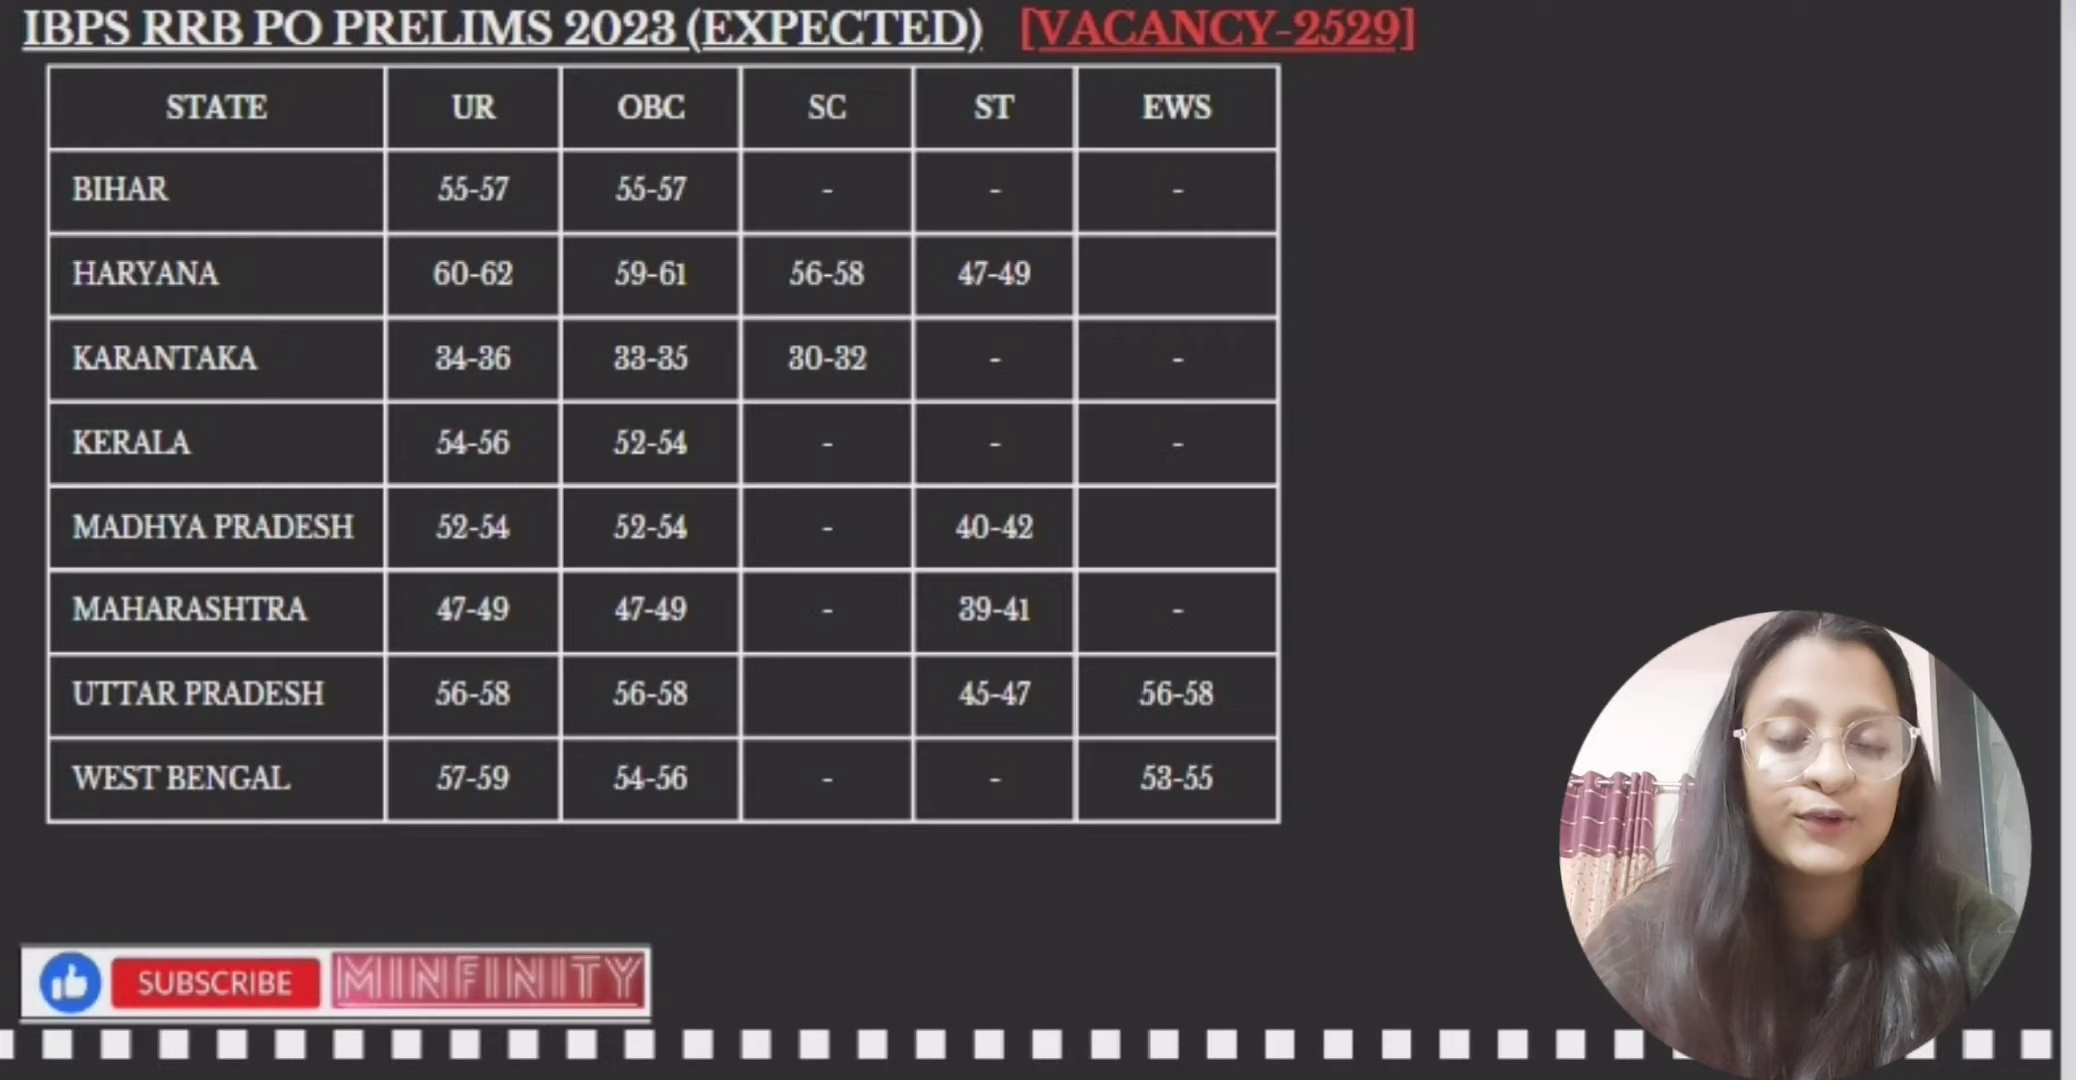 IBPS RRB PO PRELIMS 2023 (EXPECTED) [VACANCY-2529]
STATE UR OBC SC ST EWS
BIHAR 55-57 55-57 - - -
HARYANA 60-62 59-61 56-58 47-49
KARANTAKA 34-36 33-35 30-32 - -
KERALA 54-56 52-54 - - -
MADHYA PRADESH 52-54 52-54 - 40-42
MAHARASHTRA 47-49 47-49 - 39-41 -
UTTAR PRADESH 56-58 56-58 45-47 56-58
WEST BENGAL 57-59 54-56 - - 53-55
SUBSCRIBE MINFINITY